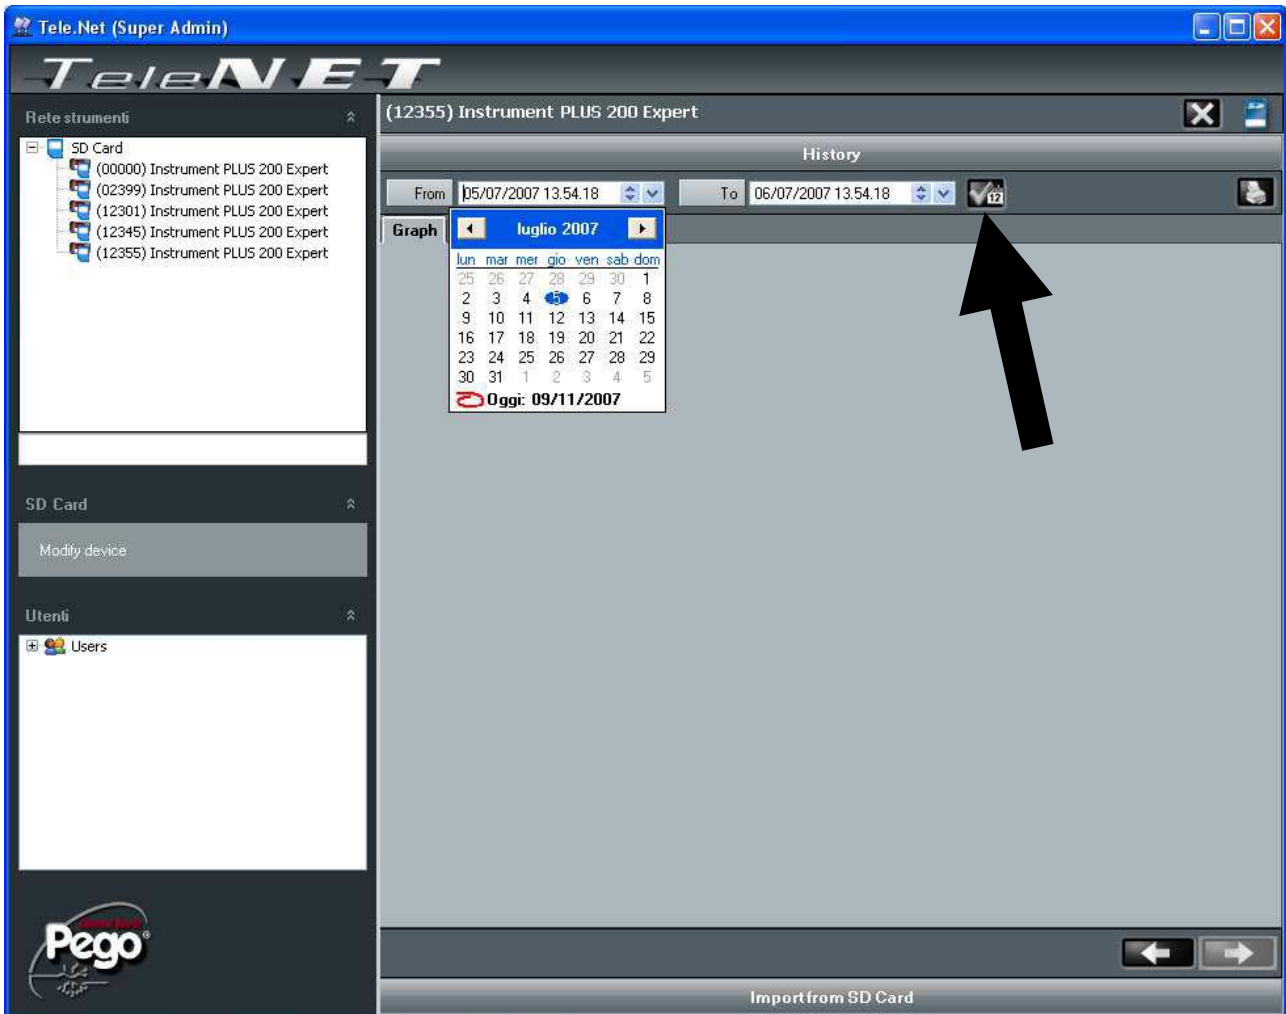 Tele.Net (Super Admin)
TeleNET
Rete strumenti
SD Card
(00000) Instrument PLUS 200 Expert
(02399) Instrument PLUS 200 Expert
(12301) Instrument PLUS 200 Expert
(12345) Instrument PLUS 200 Expert
(12355) Instrument PLUS 200 Expert
SD Card
Modify device
Utenti
Users
Pego®
(12355) Instrument PLUS 200 Expert
History
From 05/07/2007 13.54.18 To 06/07/2007 13.54.18 12
Graph
luglio 2007
lun mar mer gio ven sab dom
25 26 27 28 29 30 1
2 3 4 5 6 7 8
9 10 11 12 13 14 15
16 17 18 19 20 21 22
23 24 25 26 27 28 29
30 31 1 2 3 4 5
Oggi: 09/11/2007
Import from SD Card